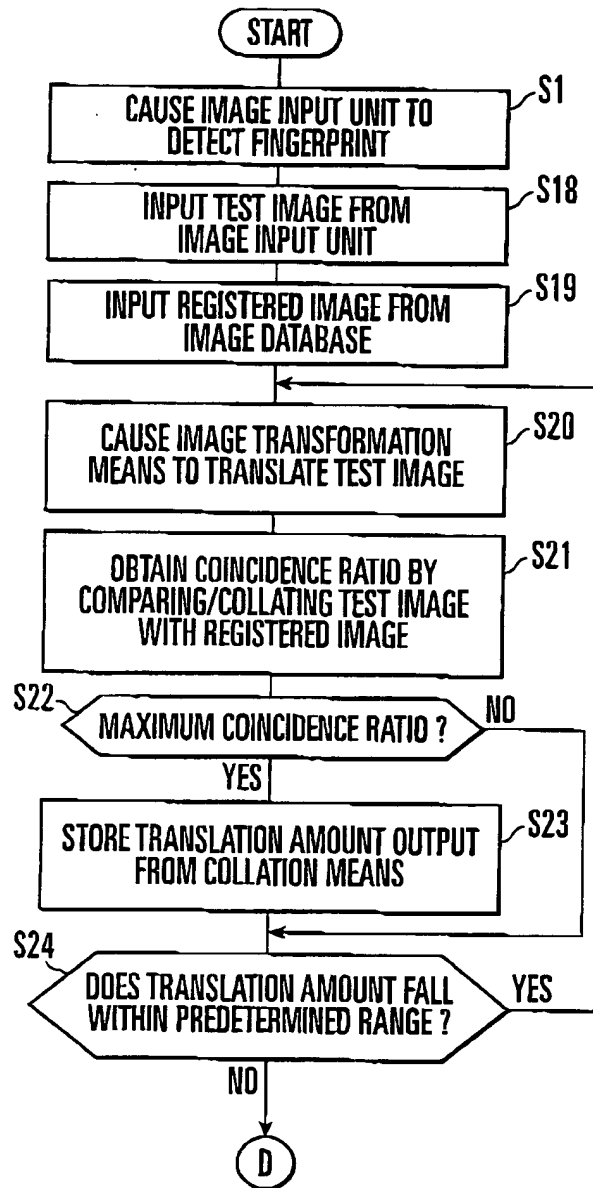 START
S1
CAUSE IMAGE INPUT UNIT TO
DETECT FINGERPRINT
S18
INPUT TEST IMAGE FROM
IMAGE INPUT UNIT
S19
INPUT REGISTERED IMAGE FROM
IMAGE DATABASE
S20
CAUSE IMAGE TRANSFORMATION
MEANS TO TRANSLATE TEST IMAGE
S21
OBTAIN COINCIDENCE RATIO BY
COMPARING/COLLATING TEST IMAGE
WITH REGISTERED IMAGE
S22
MAXIMUM COINCIDENCE RATIO ?
NO
YES
S23
STORE TRANSLATION AMOUNT OUTPUT
FROM COLLATION MEANS
S24
DOES TRANSLATION AMOUNT FALL
WITHIN PREDETERMINED RANGE ?
YES
NO
D